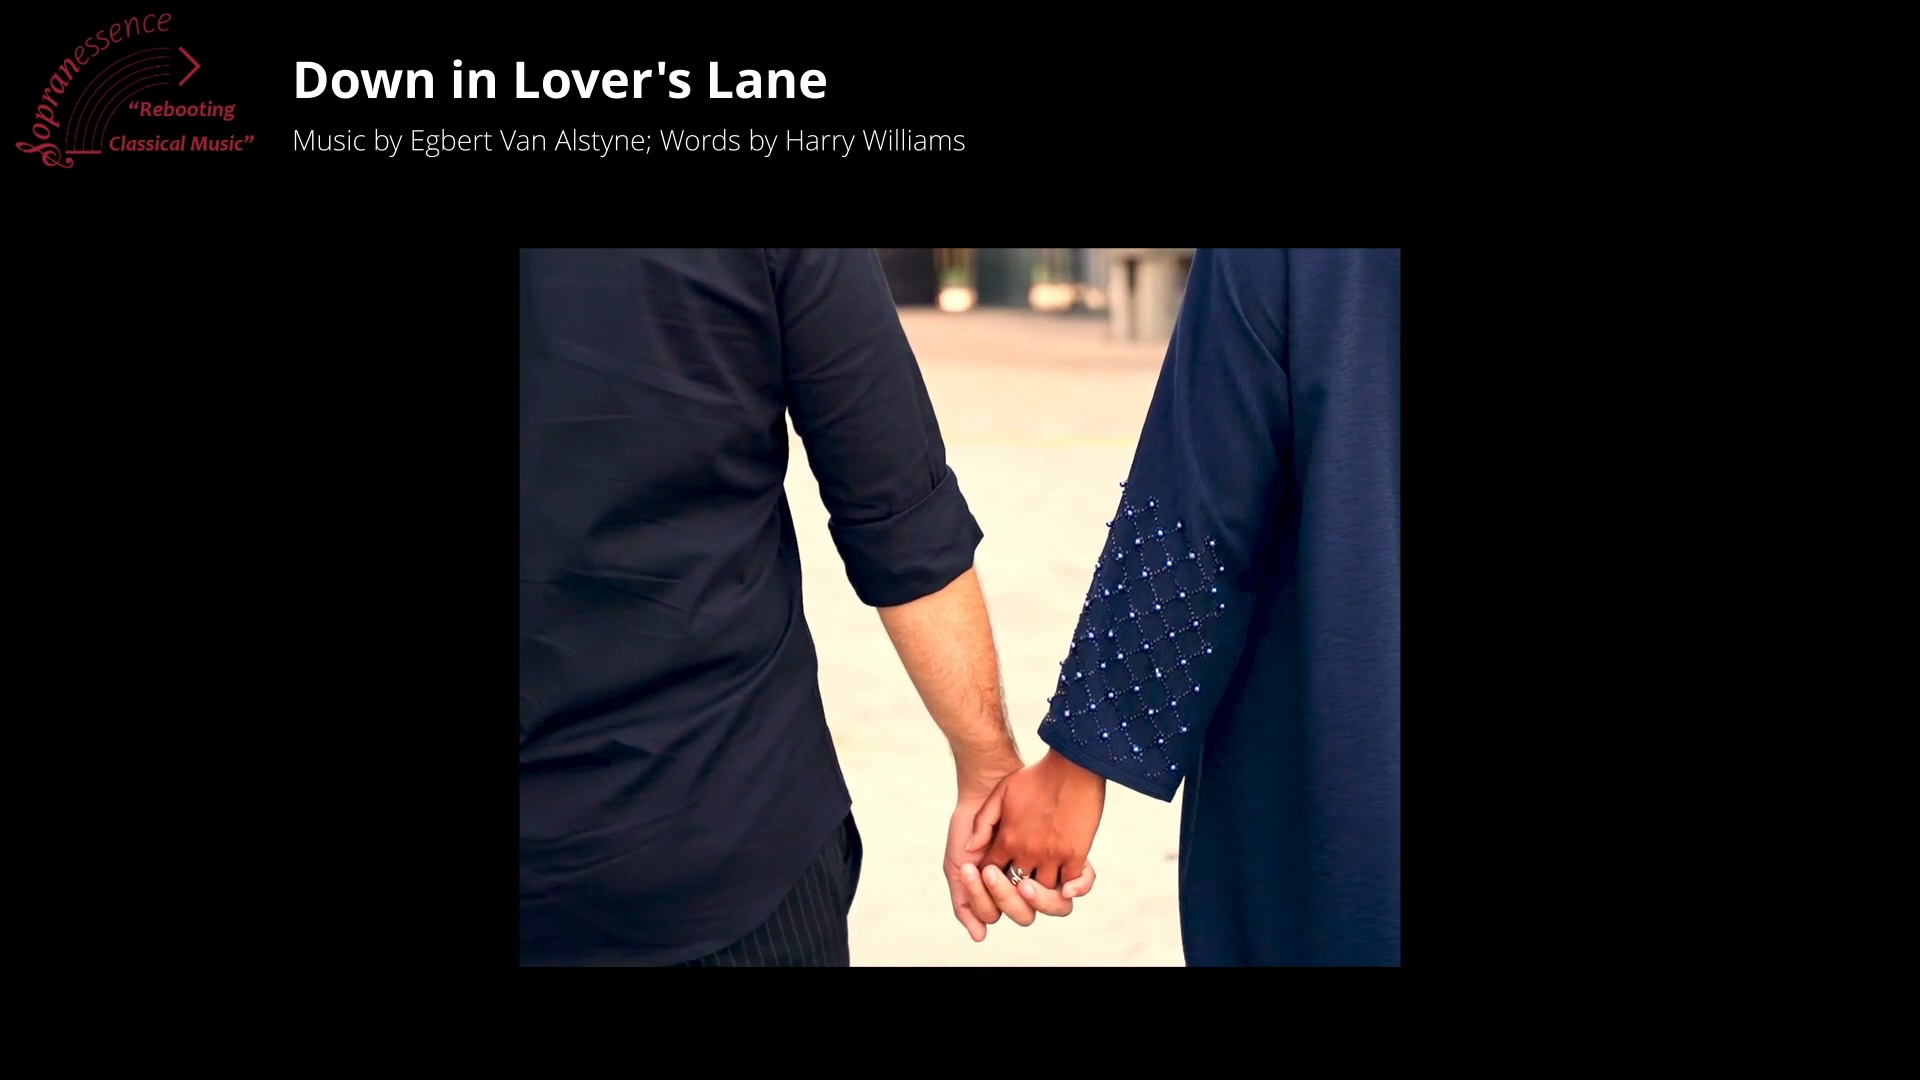 Sopranessence
“Rebooting
Classical Music”
Down in Lover's Lane
Music by Egbert Van Alstyne; Words by Harry Williams